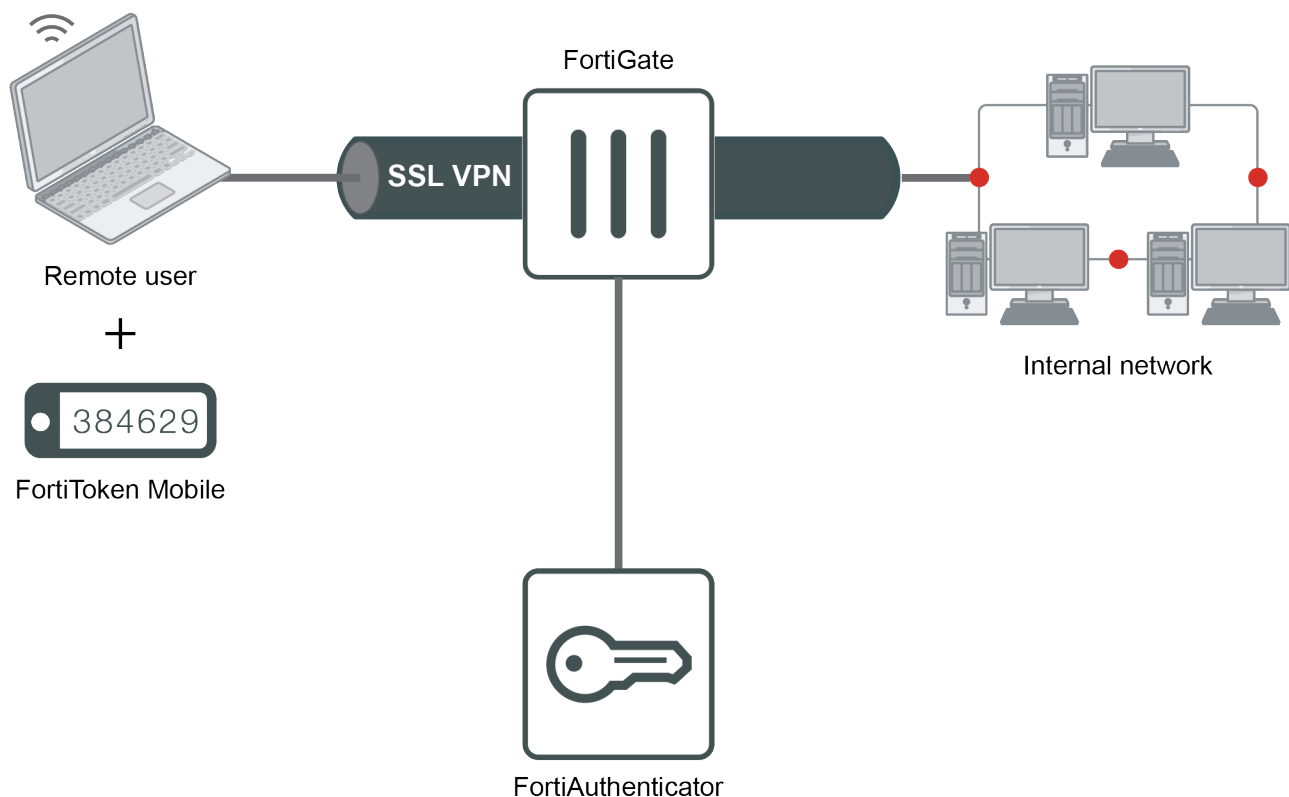 FortiGate
SSL VPN
Remote user
+
384629
FortiToken Mobile
Internal network
FortiAuthenticator